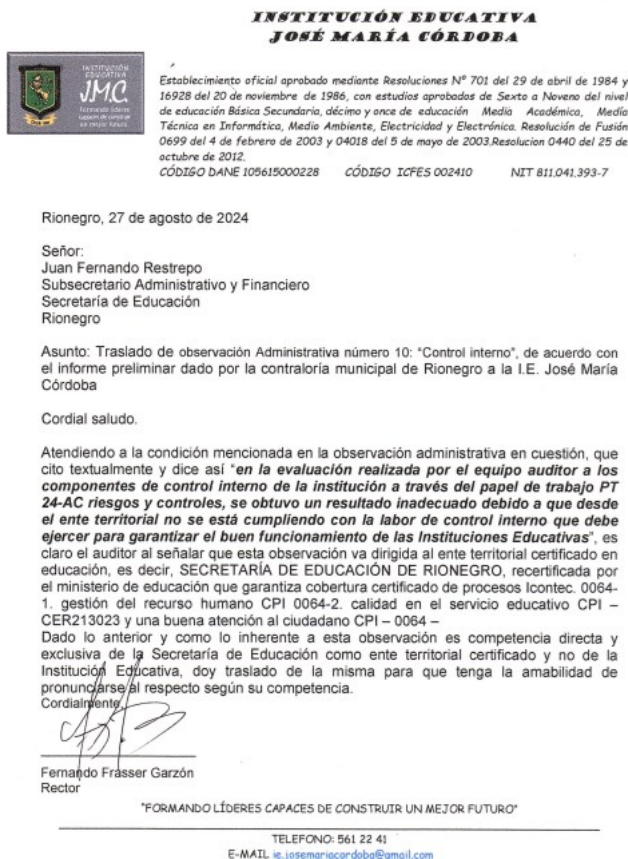 INSTITUCIÓN EDUCATIVA
JOSÉ MARÍA CÓRDOBA
INSTITUCIÓN
EDUCATIVA
J.M.C.
Formando líderes
capaces de construir
un mejor futuro.
Establecimiento oficial aprobado mediante Resoluciones Nº 701 del 29 de abril de 1984 y
16928 del 20 de noviembre de 1986, con estudios aprobados de Sexto a Noveno del nivel
de educación Básica Secundaria, décimo y once de educación Media Académica, Media
Técnica en Informática, Medio Ambiente, Electricidad y Electrónica. Resolución de Fusión
0699 del 4 de febrero de 2003 y 04018 del 5 de mayo de 2003.Resolucion 0440 del 25 de
octubre de 2012.
CÓDIGO DANE 105615000228 CÓDIGO ICFES 002410 NIT 811.041.393-7
Rionegro, 27 de agosto de 2024
Señor:
Juan Fernando Restrepo
Subsecretario Administrativo y Financiero
Secretaría de Educación
Rionegro
Asunto: Traslado de observación Administrativa número 10: "Control interno", de acuerdo con
el informe preliminar dado por la contraloría municipal de Rionegro a la I.E. José María
Córdoba
Cordial saludo.
Atendiendo a la condición mencionada en la observación administrativa en cuestión, que
cito textualmente y dice así "en la evaluación realizada por el equipo auditor a los
componentes de control interno de la institución a través del papel de trabajo PT
24-AC riesgos y controles, se obtuvo un resultado inadecuado debido a que desde
el ente territorial no se está cumpliendo con la labor de control interno que debe
ejercer para garantizar el buen funcionamiento de las Instituciones Educativas", es
claro el auditor al señalar que esta observación va dirigida al ente territorial certificado en
educación, es decir, SECRETARÍA DE EDUCACIÓN DE RIONEGRO, recertificada por
el ministerio de educación que garantiza cobertura certificado de procesos Icontec. 0064-
1. gestión del recurso humano CPI 0064-2. calidad en el servicio educativo CPI –
CER213023 y una buena atención al ciudadano CPI – 0064 –
Dado lo anterior y como lo inherente a esta observación es competencia directa y
exclusiva de la Secretaría de Educación como ente territorial certificado y no de la
Institución Educativa, doy traslado de la misma para que tenga la amabilidad de
pronunciarse al respecto según su competencia.
Cordialmente,
Fernando Frasser Garzón
Rector
"FORMANDO LÍDERES CAPACES DE CONSTRUIR UN MEJOR FUTURO"
TELEFONO: 561 22 41
E-MAIL ie.josemariacordoba@gmail.com